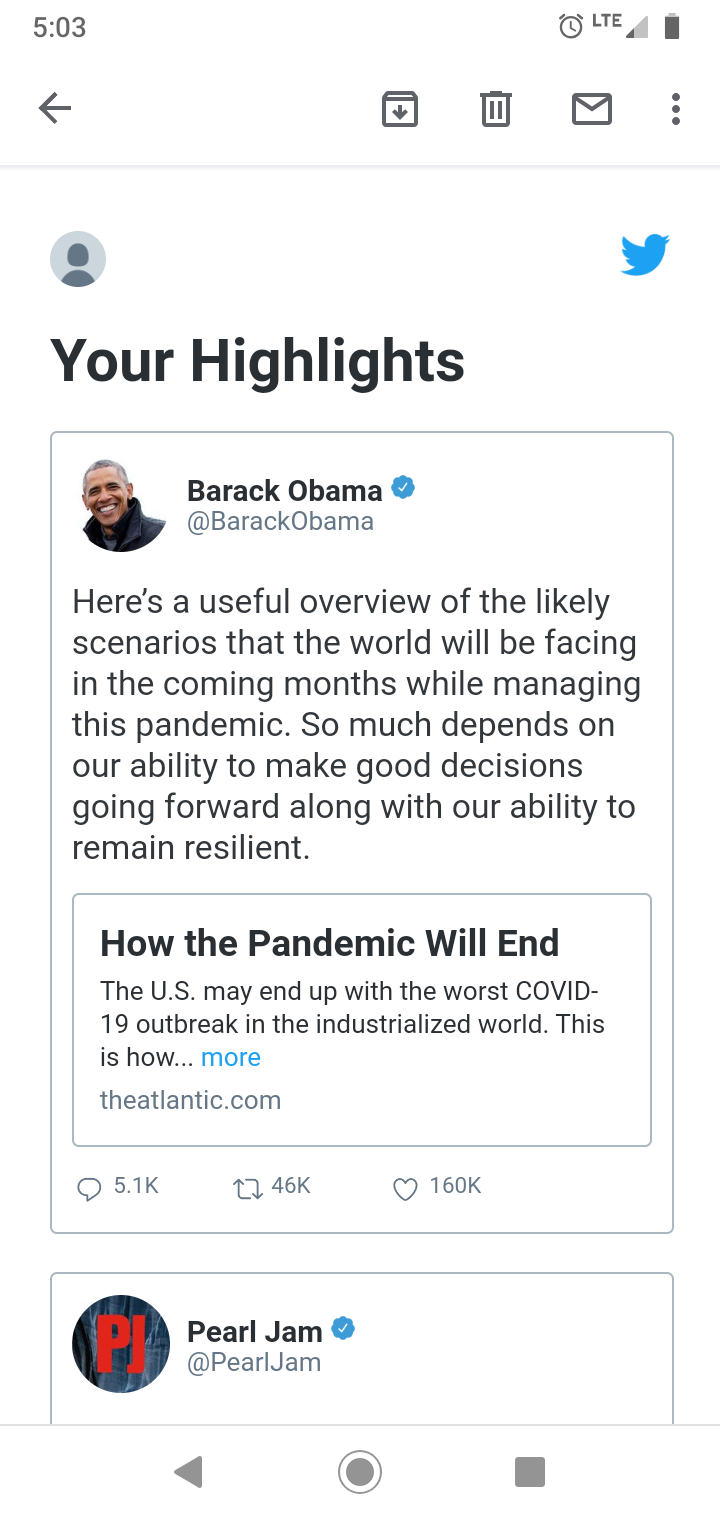 5:03
LTE
Your Highlights
Barack Obama
@BarackObama
Here’s a useful overview of the likely
scenarios that the world will be facing
in the coming months while managing
this pandemic. So much depends on
our ability to make good decisions
going forward along with our ability to
remain resilient.
How the Pandemic Will End
The U.S. may end up with the worst COVID-
19 outbreak in the industrialized world. This
is how... more
theatlantic.com
5.1K 46K 160K
PJ
Pearl Jam
@PearlJam